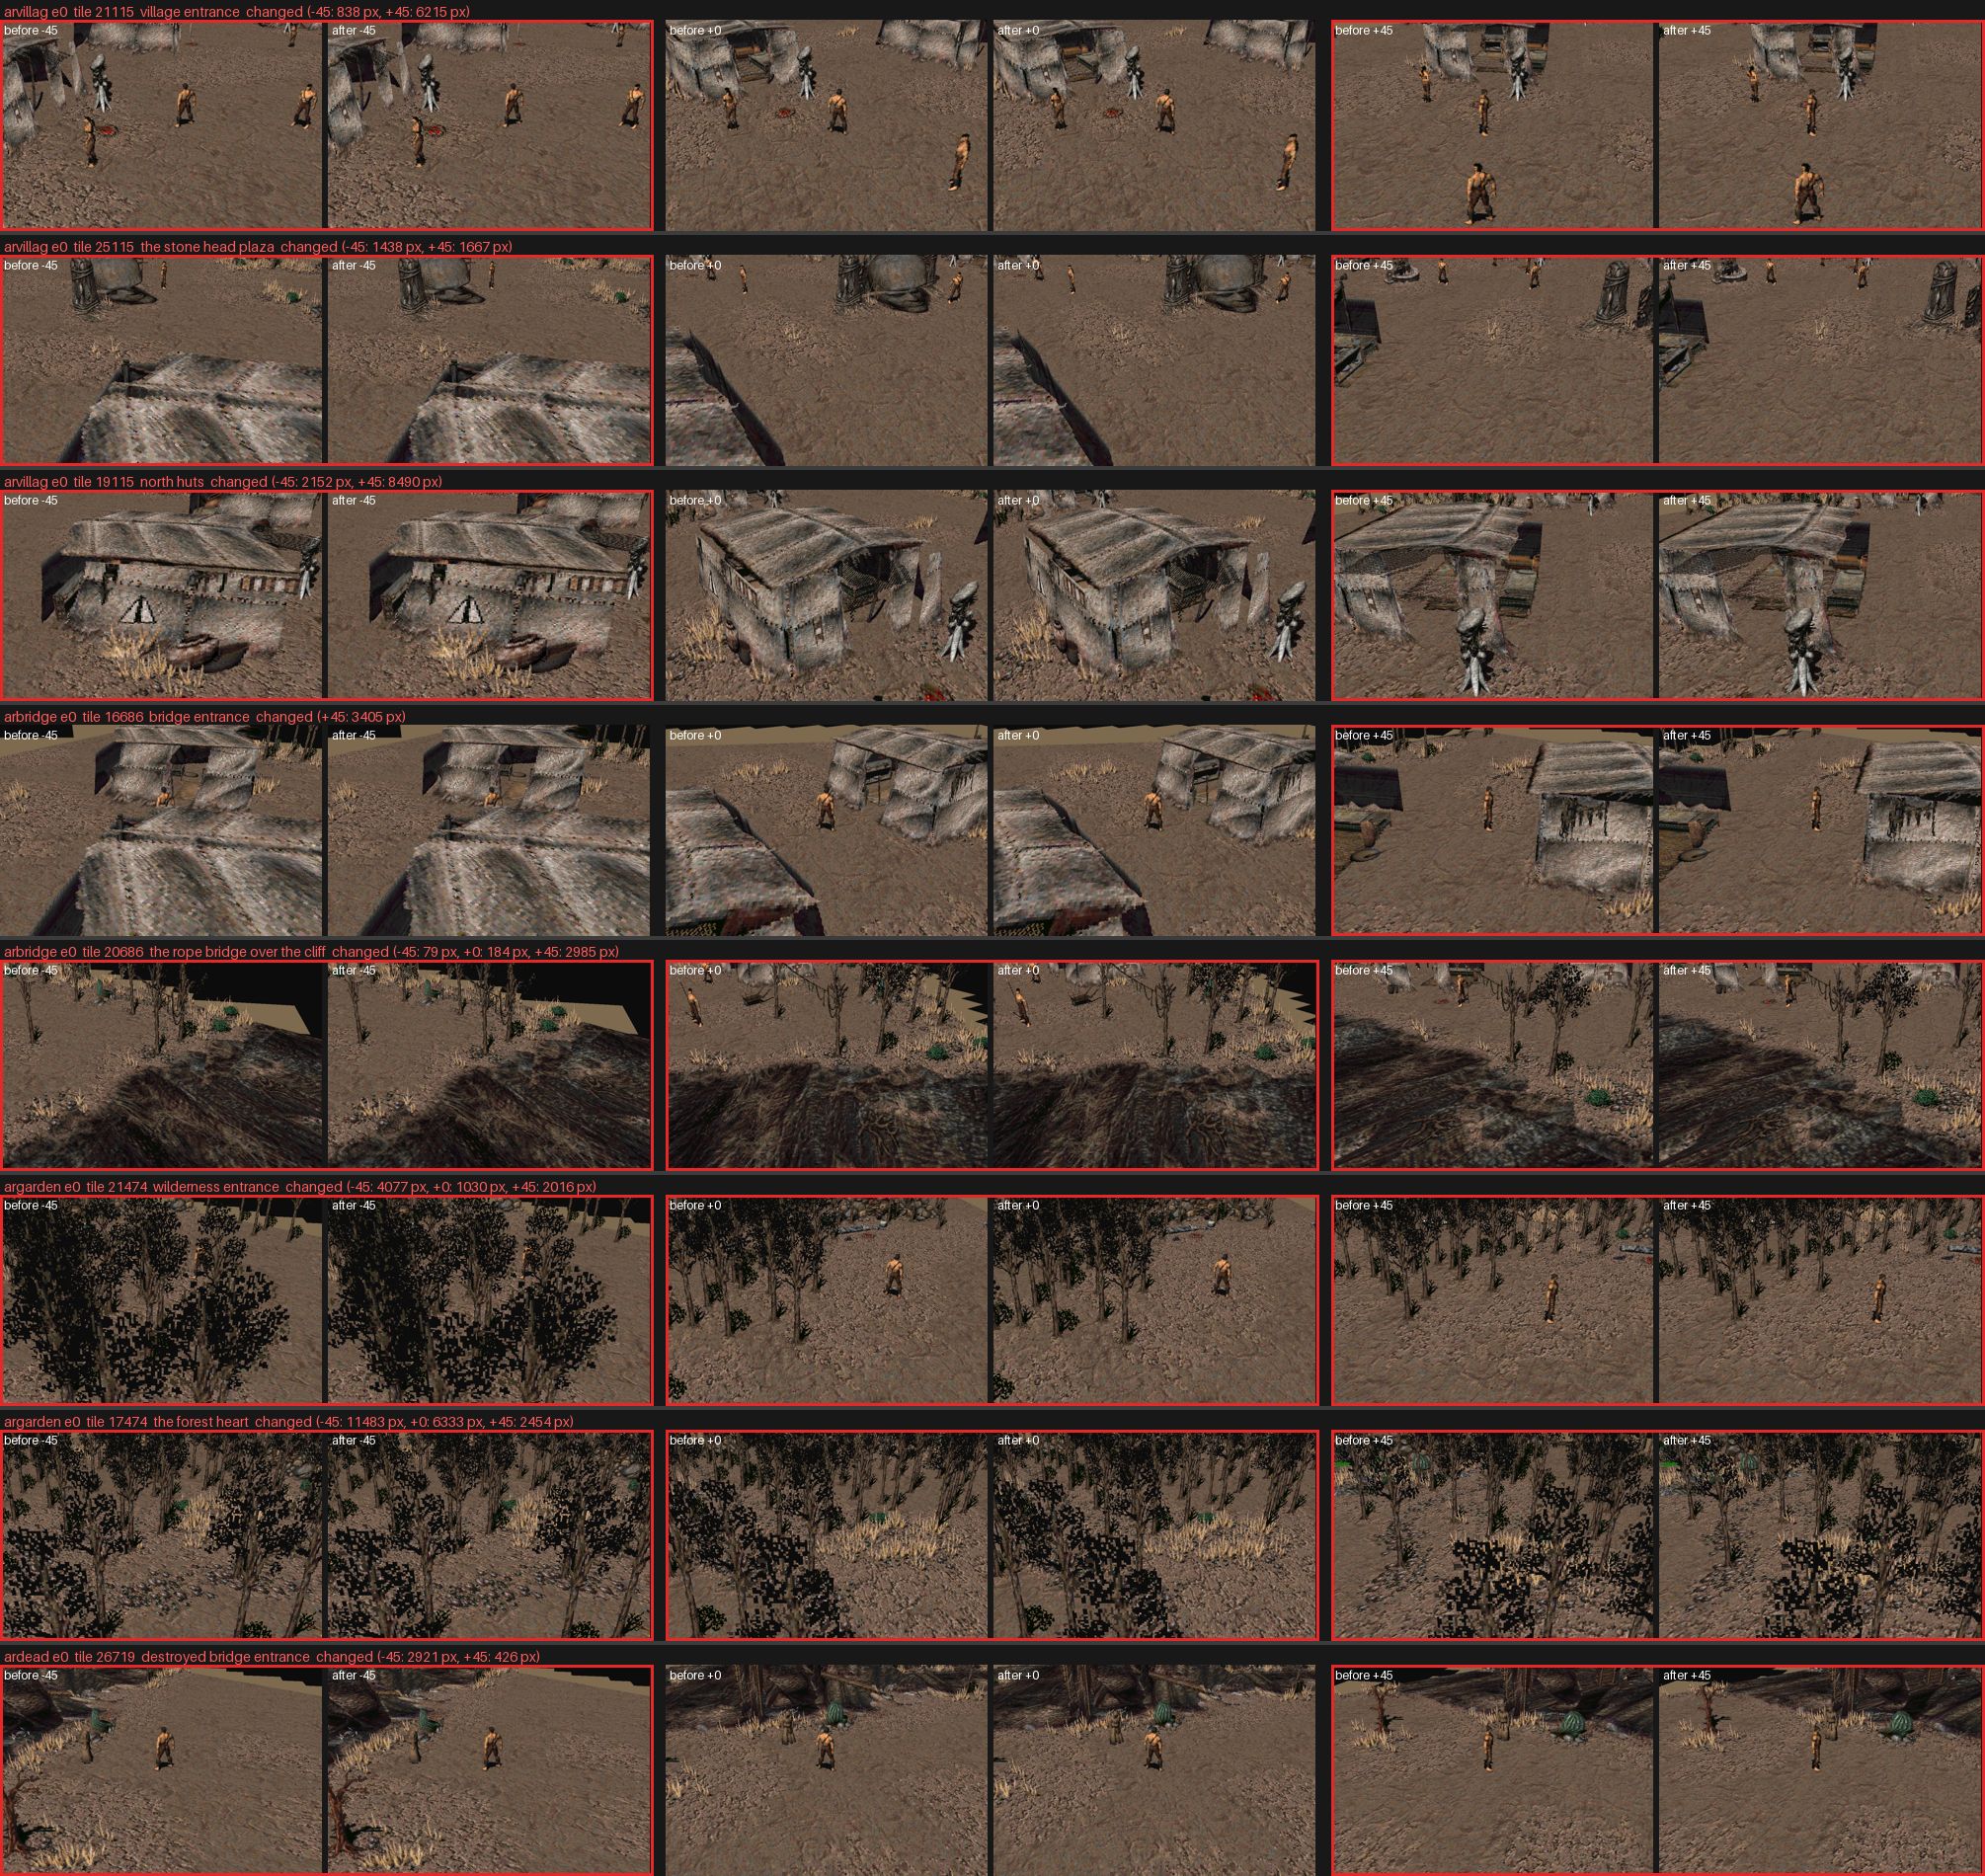 arvillag e0 tile 21115 village entrance changed (-45: 838 px, +45: 6215 px)
before -45 after -45 before +0 after +0 before +45 after +45
arvillag e0 tile 25115 the stone head plaza changed (-45: 1438 px, +45: 1667 px)
before -45 after -45 before +0 after +0 before +45 after +45
arvillag e0 tile 19115 north huts changed (-45: 2152 px, +45: 8490 px)
before -45 after -45 before +0 after +0 before +45 after +45
arbridge e0 tile 16686 bridge entrance changed (+45: 3405 px)
before -45 after -45 before +0 after +0 before +45 after +45
arbridge e0 tile 20686 the rope bridge over the cliff changed (-45: 79 px, +0: 184 px, +45: 2985 px)
before -45 after -45 before +0 after +0 before +45 after +45
argarden e0 tile 21474 wilderness entrance changed (-45: 4077 px, +0: 1030 px, +45: 2016 px)
before -45 after -45 before +0 after +0 before +45 after +45
argarden e0 tile 17474 the forest heart changed (-45: 11483 px, +0: 6333 px, +45: 2454 px)
before -45 after -45 before +0 after +0 before +45 after +45
ardead e0 tile 26719 destroyed bridge entrance changed (-45: 2921 px, +45: 426 px)
before -45 after -45 before +0 after +0 before +45 after +45